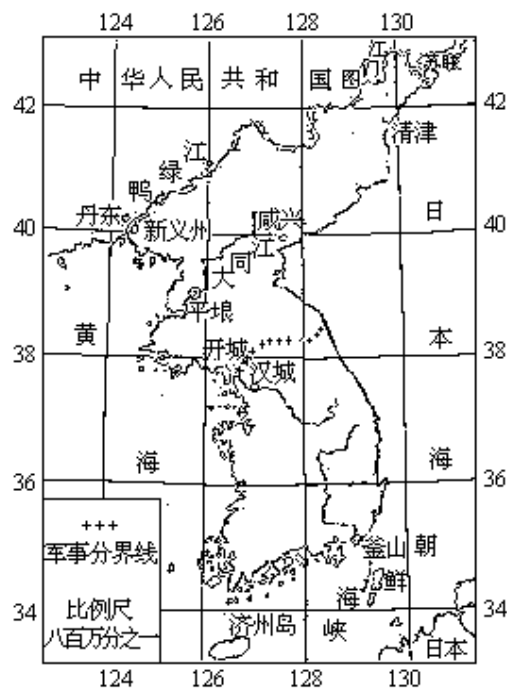 124 126 128 130
中 华 人 民 共 和 国 图 们 江 苏联
42 42
清津
鸭 绿 江
丹东
新义州
咸兴
40 40
日 本 海
大 同 江
平埌
黄 海
开城
汉城
38 38
36 36
+++
军事分界线
釜山
朝 鲜 海 峡
比例尺
八百万分之一
34 34
济州岛
日本
124 126 128 130